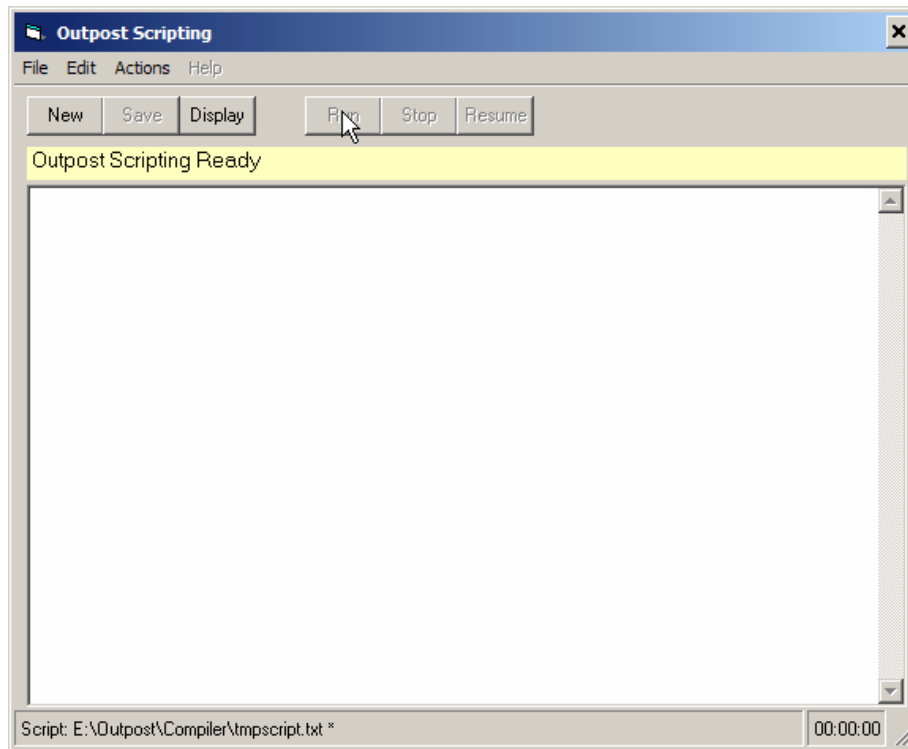 Outpost Scripting
File Edit Actions Help
New Save Display Run Stop Resume
Outpost Scripting Ready
Script: E:\Outpost\Compiler\tmpscript.txt * 00:00:00